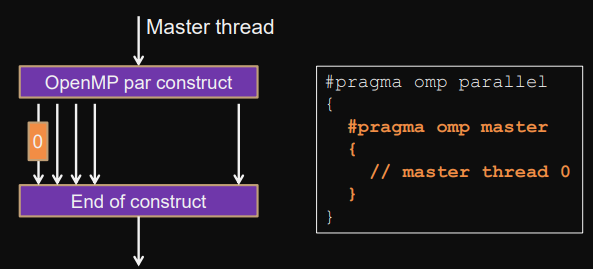 Master thread
OpenMP par construct
0
End of construct
#pragma omp parallel
{
#pragma omp master
{
// master thread 0
}
}